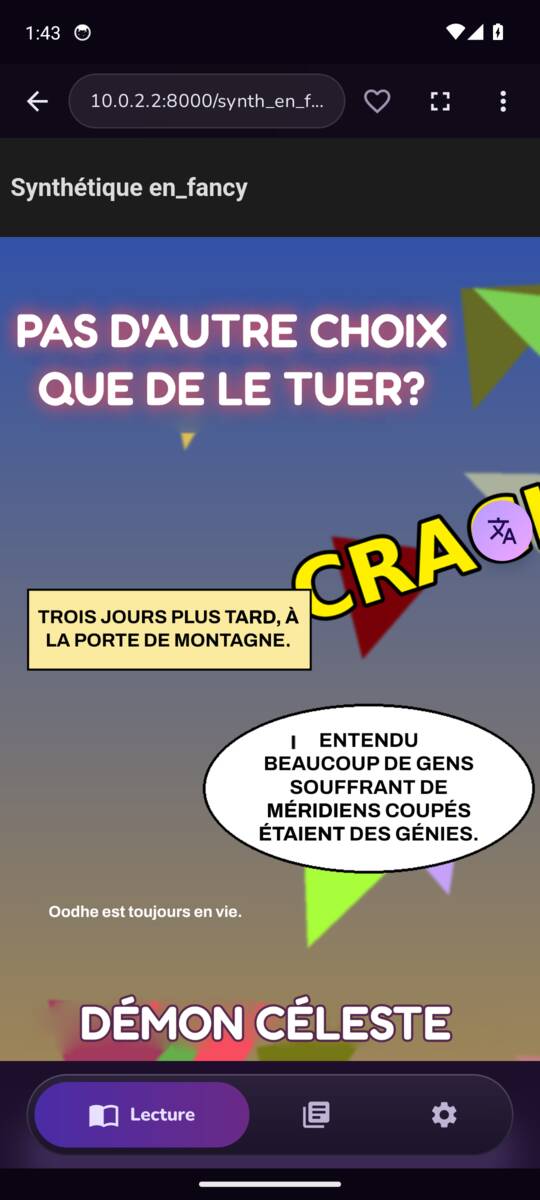 1:43
10.0.2.2:8000/synth_en_f...
Synthétique en_fancy
PAS D'AUTRE CHOIX
QUE DE LE TUER?
TROIS JOURS PLUS TARD, À
LA PORTE DE MONTAGNE.
I ENTENDU
BEAUCOUP DE GENS
SOUFFRANT DE
MÉRIDIENS COUPÉS
ÉTAIENT DES GÉNIES.
Oodhe est toujours en vie.
DÉMON CÉLESTE
Lecture